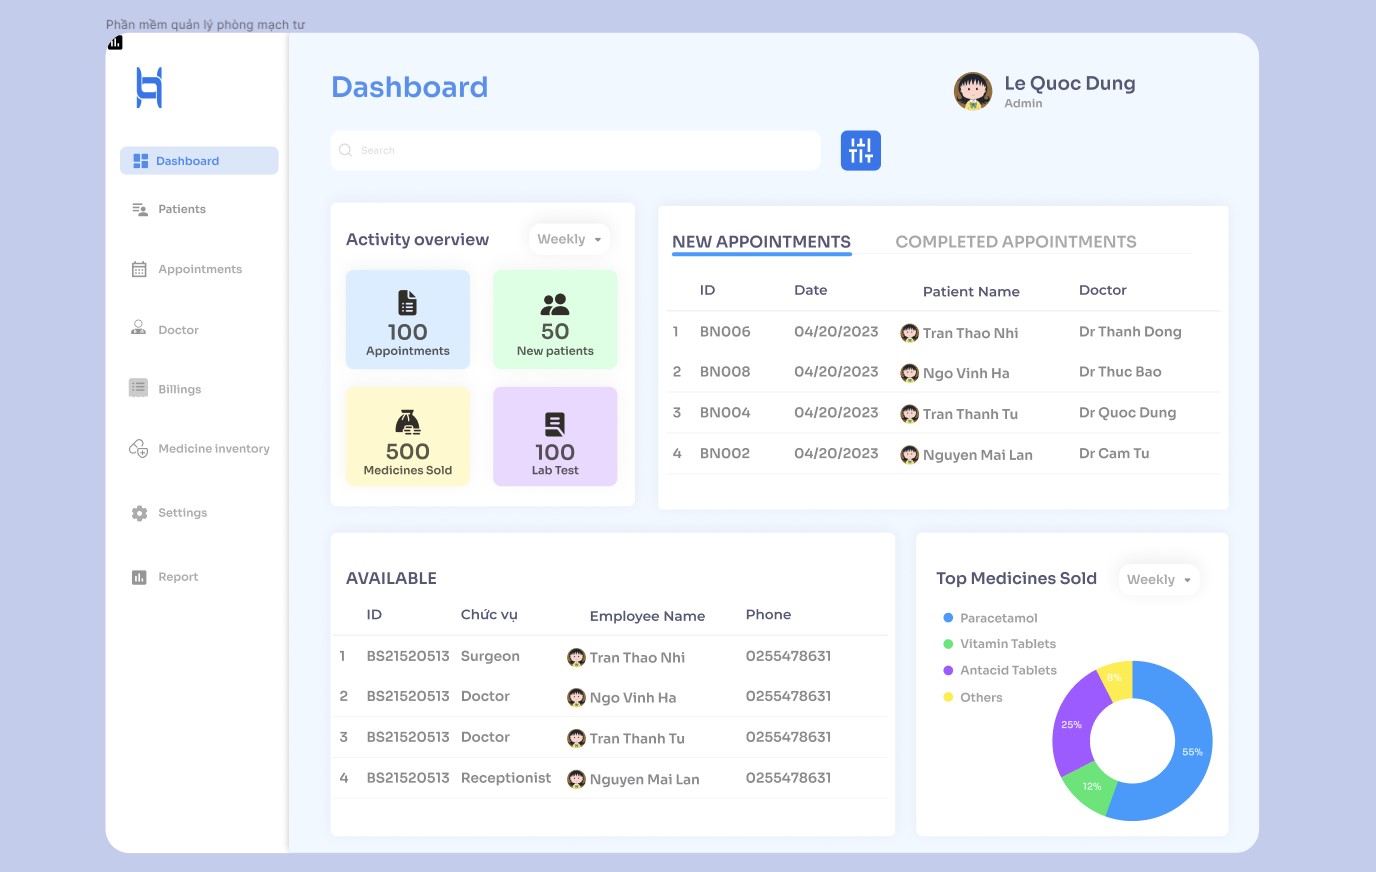 Phần mềm quản lý phòng mạch tư
Dashboard
Le Quoc Dung
Admin
Search
Dashboard
Patients
Appointments
Doctor
Billings
Medicine inventory
Settings
Report
Activity overview
Weekly
100
Appointments
50
New patients
500
Medicines Sold
100
Lab Test
NEW APPOINTMENTS COMPLETED APPOINTMENTS
ID Date Patient Name Doctor
1 BN006 04/20/2023 Tran Thao Nhi Dr Thanh Dong
2 BN008 04/20/2023 Ngo Vinh Ha Dr Thuc Bao
3 BN004 04/20/2023 Tran Thanh Tu Dr Quoc Dung
4 BN002 04/20/2023 Nguyen Mai Lan Dr Cam Tu
AVAILABLE
ID Chức vụ Employee Name Phone
1 BS21520513 Surgeon Tran Thao Nhi 0255478631
2 BS21520513 Doctor Ngo Vinh Ha 0255478631
3 BS21520513 Doctor Tran Thanh Tu 0255478631
4 BS21520513 Receptionist Nguyen Mai Lan 0255478631
Top Medicines Sold
Weekly
Paracetamol
Vitamin Tablets
Antacid Tablets
Others
8%
25%
55%
12%